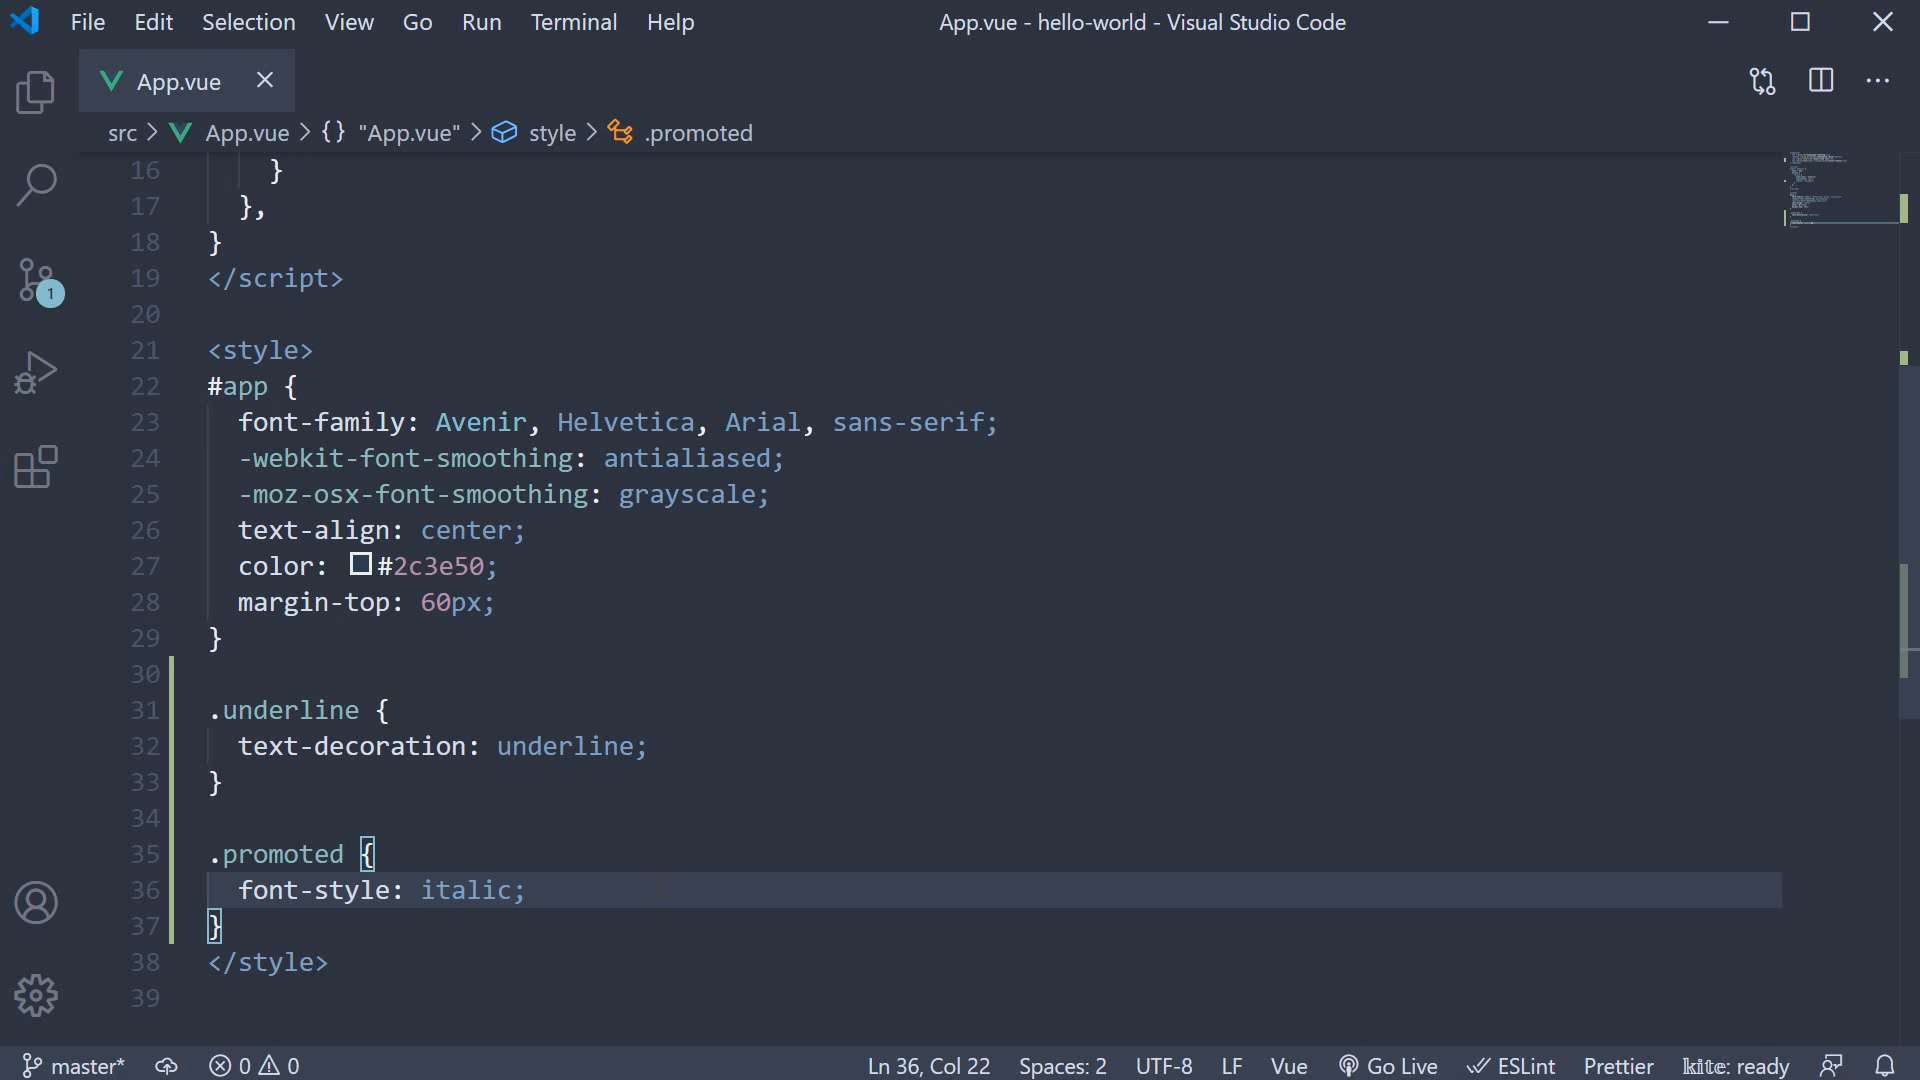 File Edit Selection View Go Run Terminal Help App.vue - hello-world - Visual Studio Code
App.vue
src > App.vue > {} "App.vue" > style > .promoted
16 }
17 },
18 }
19 </script>
20
21 <style>
22 #app {
23 font-family: Avenir, Helvetica, Arial, sans-serif;
24 -webkit-font-smoothing: antialiased;
25 -moz-osx-font-smoothing: grayscale;
26 text-align: center;
27 color: #2c3e50;
28 margin-top: 60px;
29 }
30
31 .underline {
32 text-decoration: underline;
33 }
34
35 .promoted {
36 font-style: italic;
37 }
38 </style>
39
1
master* 0 0 Ln 36, Col 22 Spaces: 2 UTF-8 LF Vue Go Live ESLint Prettier kite: ready